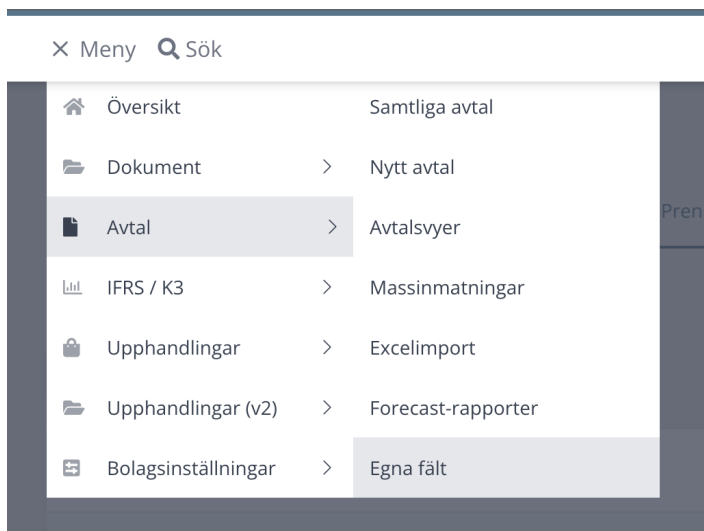 Meny Sök
Översikt
Dokument
Avtal
IFRS / K3
Upphandlingar
Upphandlingar (v2)
Bolagsinställningar
Samtliga avtal
Nytt avtal
Avtalsvyer
Massinmatningar
Excelimport
Forecast-rapporter
Egna fält
Pren